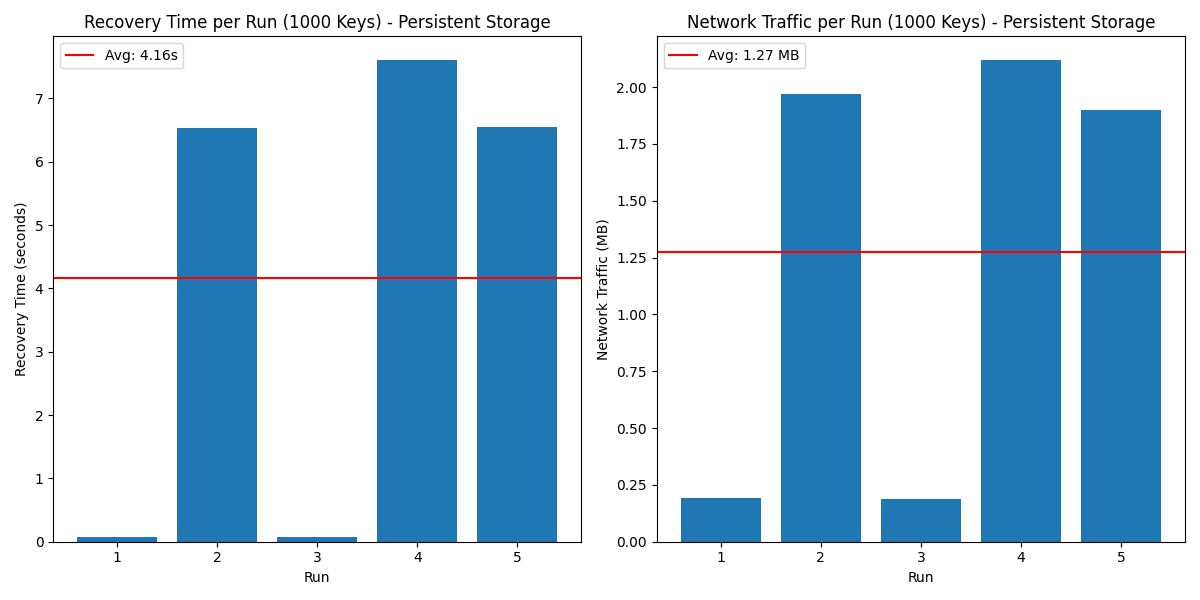 Recovery Time per Run (1000 Keys) - Persistent Storage
Avg: 4.16s
Recovery Time (seconds)
7
6
5
4
3
2
1
0
1 2 3 4 5
Run
Network Traffic per Run (1000 Keys) - Persistent Storage
Avg: 1.27 MB
Network Traffic (MB)
2.00
1.75
1.50
1.25
1.00
0.75
0.50
0.25
0.00
1 2 3 4 5
Run